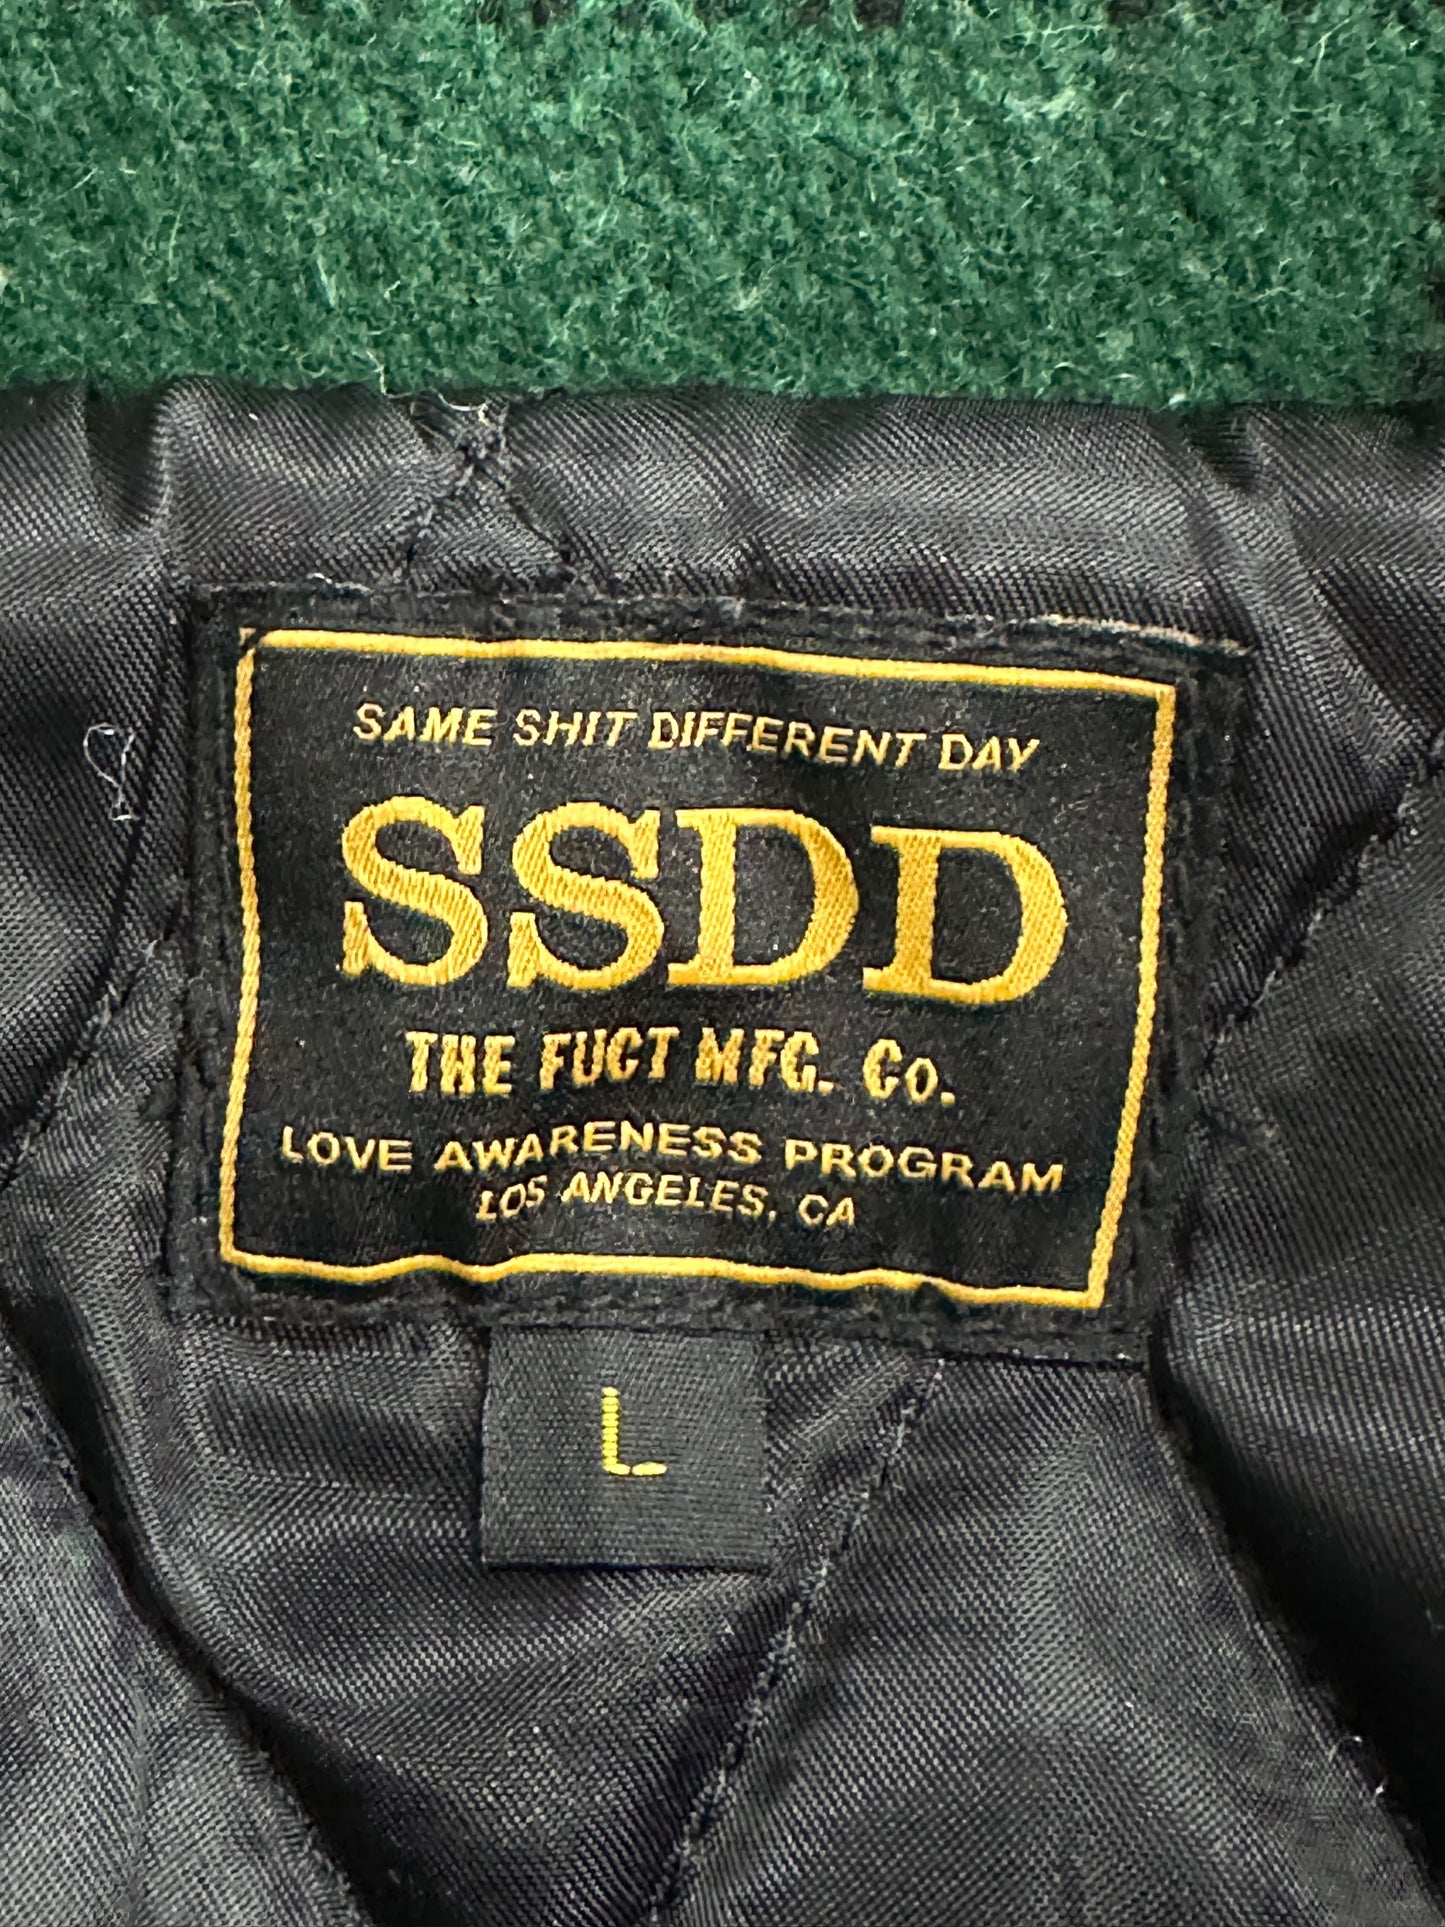 SAME SHIT DIFFERENT DAY
SSDD
THE FUCT MFG. Co.
LOVE AWARENESS PROGRAM
LOS ANGELES, CA
L